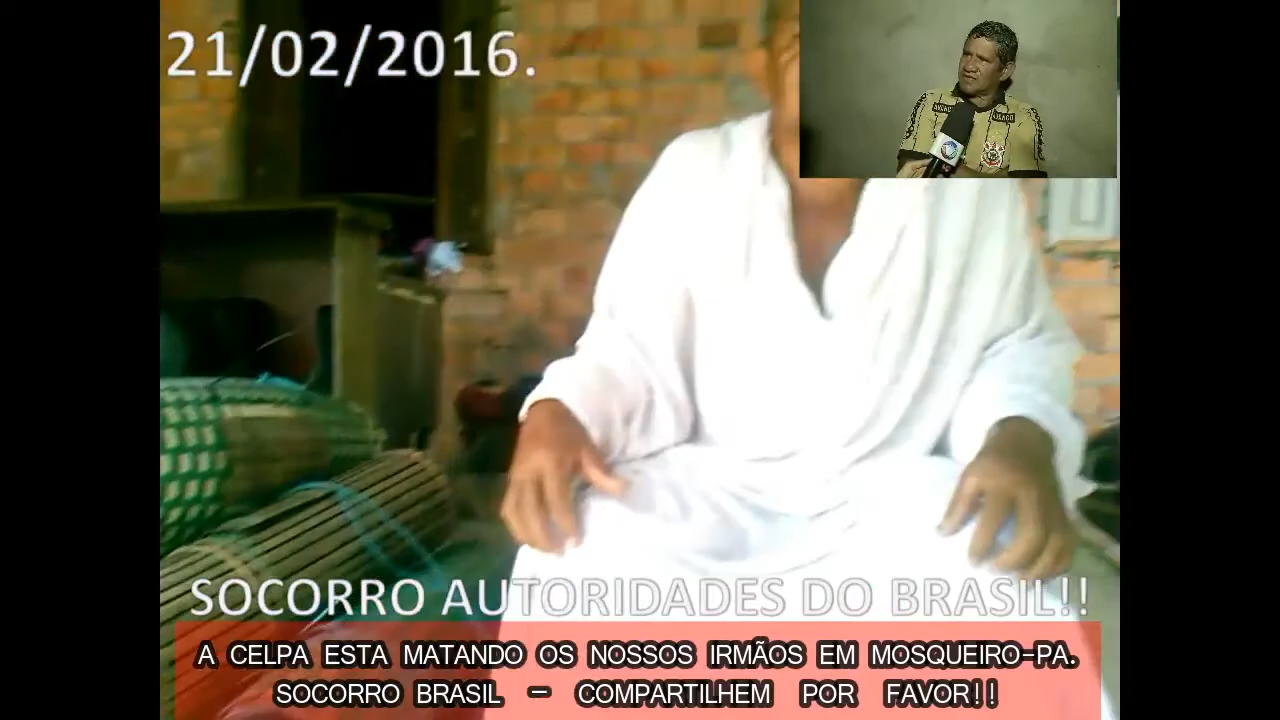 21/02/2016.
SOCORRO AUTORIDADES DO BRASIL!!
A CELPA ESTA MATANDO OS NOSSOS IRMÃOS EM MOSQUEIRO-PA.
SOCORRO BRASIL - COMPARTILHEM POR FAVOR!!